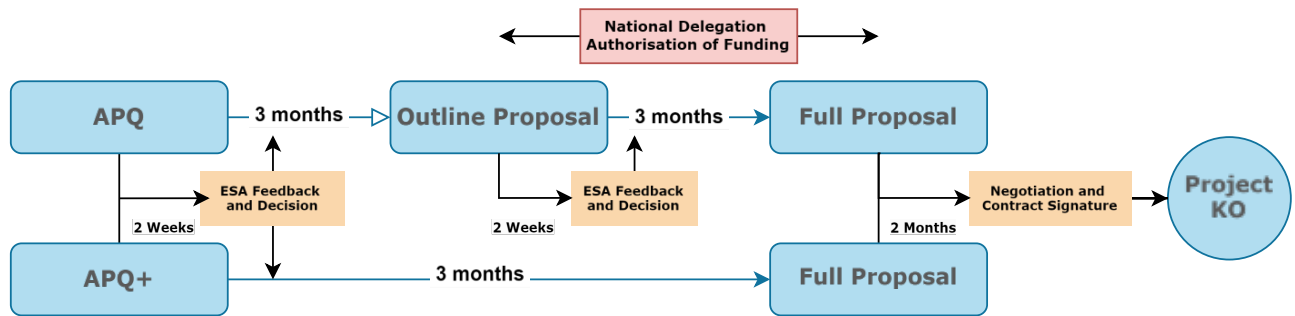 National Delegation
Authorisation of Funding
APQ
3 months
Outline Proposal
3 months
Full Proposal
ESA Feedback
and Decision
2 Weeks
ESA Feedback
and Decision
2 Weeks
Negotiation and
Contract Signature
2 Months
Project
KO
APQ+
3 months
Full Proposal